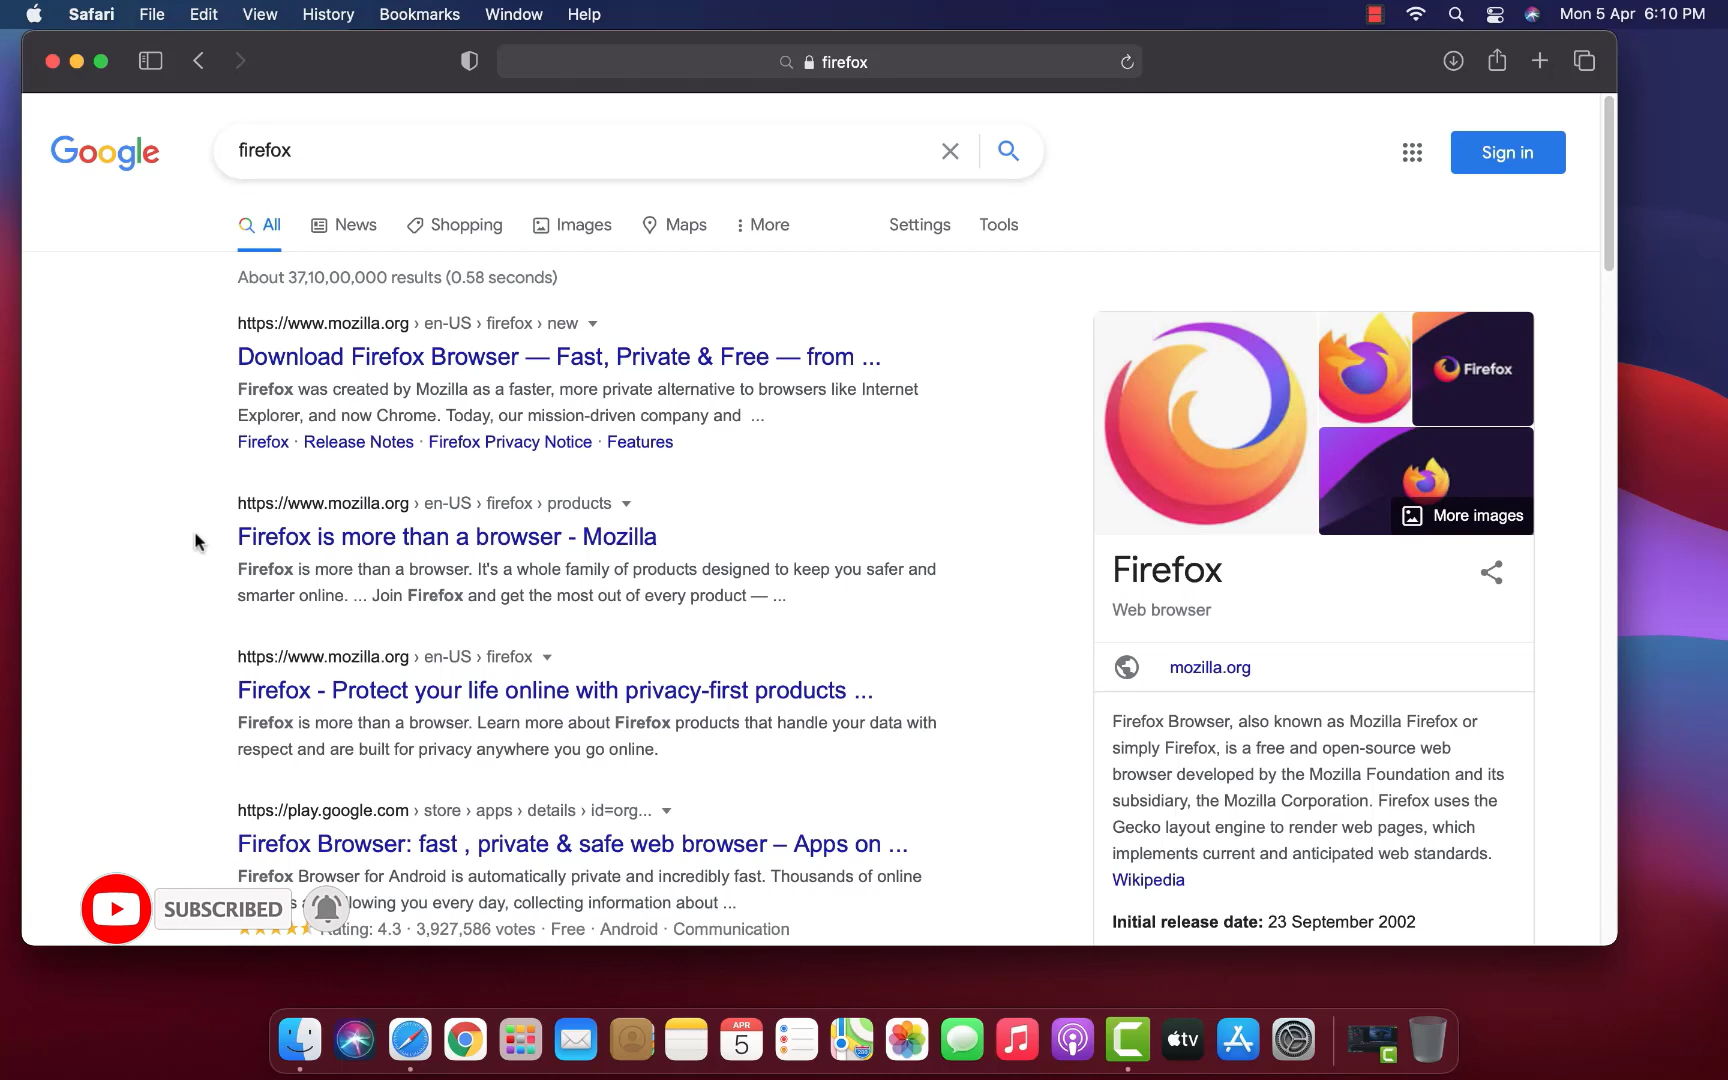 Safari File Edit View History Bookmarks Window Help
Mon 5 Apr 6:10 PM
firefox
Google
firefox
Sign in
All News Shopping Images Maps More Settings Tools
About 37,10,00,000 results (0.58 seconds)
https://www.mozilla.org › en-US › firefox › new
Download Firefox Browser — Fast, Private & Free — from ...
Firefox was created by Mozilla as a faster, more private alternative to browsers like Internet
Explorer, and now Chrome. Today, our mission-driven company and ...
Firefox · Release Notes · Firefox Privacy Notice · Features
https://www.mozilla.org › en-US › firefox › products
Firefox is more than a browser - Mozilla
Firefox is more than a browser. It's a whole family of products designed to keep you safer and
smarter online. ... Join Firefox and get the most out of every product — ...
https://www.mozilla.org › en-US › firefox
Firefox - Protect your life online with privacy-first products ...
Firefox is more than a browser. Learn more about Firefox products that handle your data with
respect and are built for privacy anywhere you go online.
https://play.google.com › store › apps › details › id=org...
Firefox Browser: fast , private & safe web browser – Apps on ...
Firefox Browser for Android is automatically private and incredibly fast. Thousands of online
you every day, collecting information about ...
4.3 · 3,927,586 votes · Free · Android · Communication
SUBSCRIBED
Firefox
More images
Firefox
Web browser
mozilla.org
Firefox Browser, also known as Mozilla Firefox or
simply Firefox, is a free and open-source web
browser developed by the Mozilla Foundation and its
subsidiary, the Mozilla Corporation. Firefox uses the
Gecko layout engine to render web pages, which
implements current and anticipated web standards.
Wikipedia
Initial release date: 23 September 2002
APR
5
tv